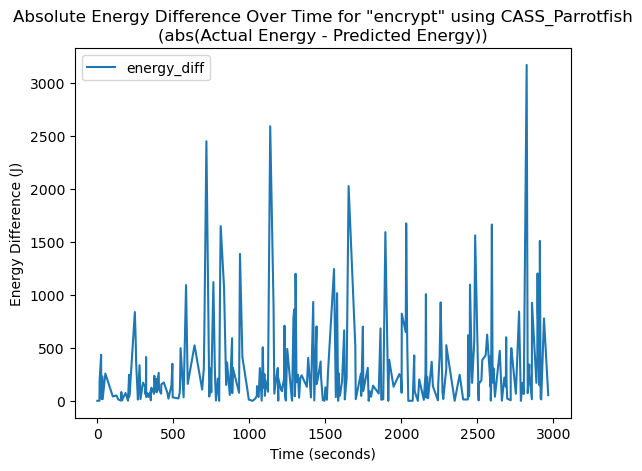 Absolute Energy Difference Over Time for "encrypt" using CASS_Parrotfish
(abs(Actual Energy - Predicted Energy))
energy_diff
Energy Difference (J)
3000
2500
2000
1500
1000
500
0
0 500 1000 1500 2000 2500 3000
Time (seconds)